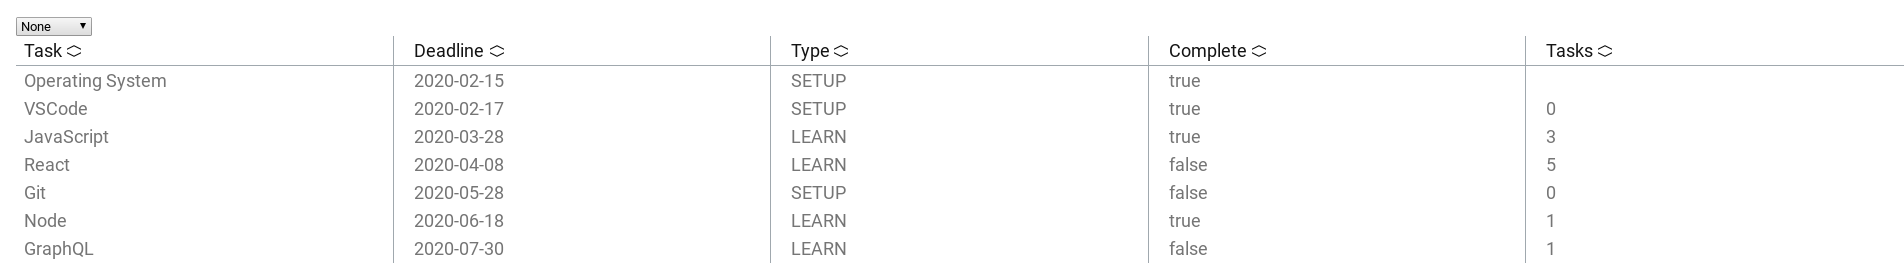 None
Task Deadline Type Complete Tasks
Operating System 2020-02-15 SETUP true
VSCode 2020-02-17 SETUP true 0
JavaScript 2020-03-28 LEARN true 3
React 2020-04-08 LEARN false 5
Git 2020-05-28 SETUP false 0
Node 2020-06-18 LEARN true 1
GraphQL 2020-07-30 LEARN false 1